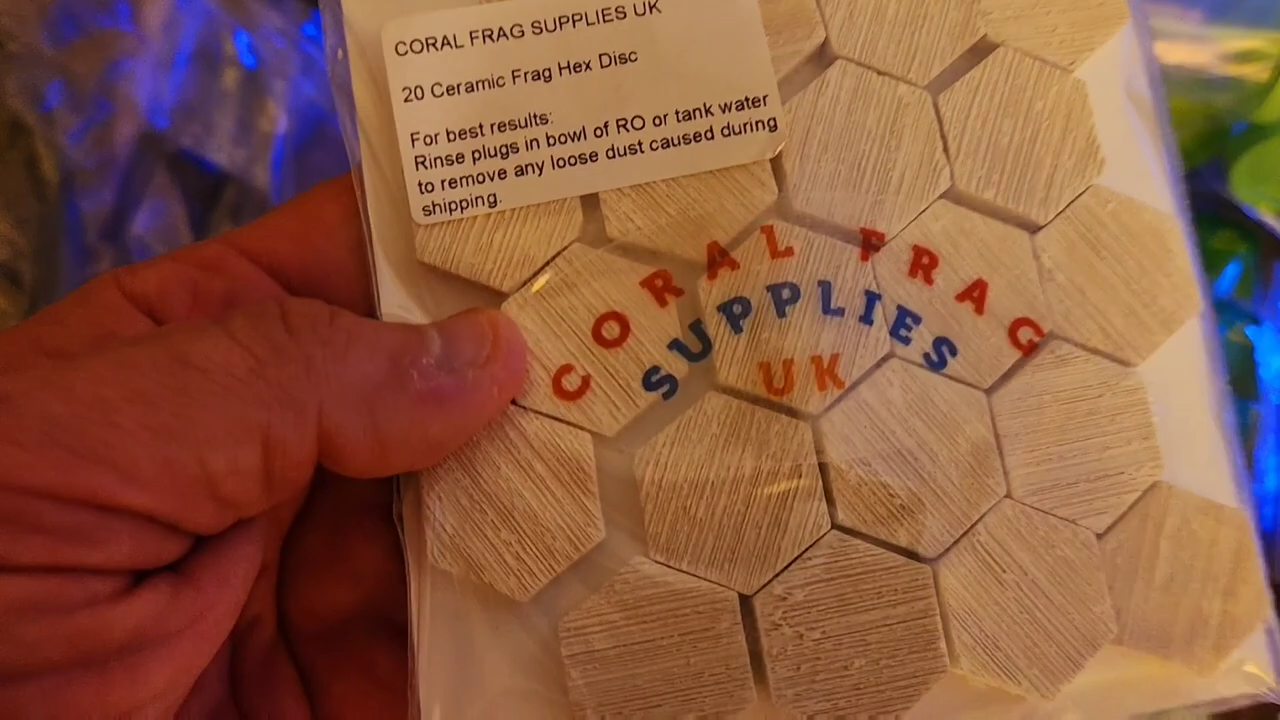 CORAL FRAG SUPPLIES UK
20 Ceramic Frag Hex Disc
For best results:
Rinse plugs in bowl of RO or tank water
to remove any loose dust caused during
shipping.
CORAL FRAG
SUPPLIES
UK